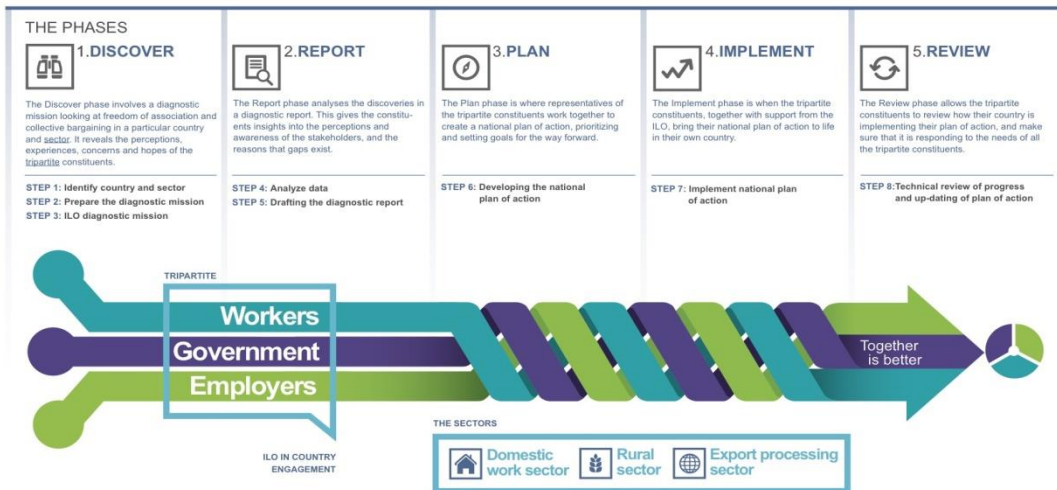 THE PHASES
1.DISCOVER
The Discover phase involves a diagnostic
mission looking at freedom of association and
collective bargaining in a particular country
and sector. It reveals the perceptions,
experiences, concerns and hopes of the
tripartite constituents.
STEP 1: Identify country and sector
STEP 2: Prepare the diagnostic mission
STEP 3: ILO diagnostic mission
2.REPORT
The Report phase analyses the discoveries in
a diagnostic report. This gives the constitu-
ents insights into the perceptions and
awareness of the stakeholders, and the
reasons that gaps exist.
STEP 4: Analyze data
STEP 5: Drafting the diagnostic report
3.PLAN
The Plan phase is where representatives of
the tripartite constituents work together to
create a national plan of action, prioritizing
and setting goals for the way forward.
STEP 6: Developing the national
plan of action
4.IMPLEMENT
The Implement phase is when the tripartite
constituents, together with support from the
ILO, bring their national plan of action to life
in their own country.
STEP 7: Implement national plan
of action
5.REVIEW
The Review phase allows the tripartite
constituents to review how their country is
implementing their plan of action, and make
sure that it is responding to the needs of all
the tripartite constituents.
STEP 8:Technical review of progress
and up-dating of plan of action
TRIPARTITE
Workers
Government
Employers
Together
is better
ILO IN COUNTRY
ENGAGEMENT
THE SECTORS
Domestic
work sector
Rural
sector
Export processing
sector